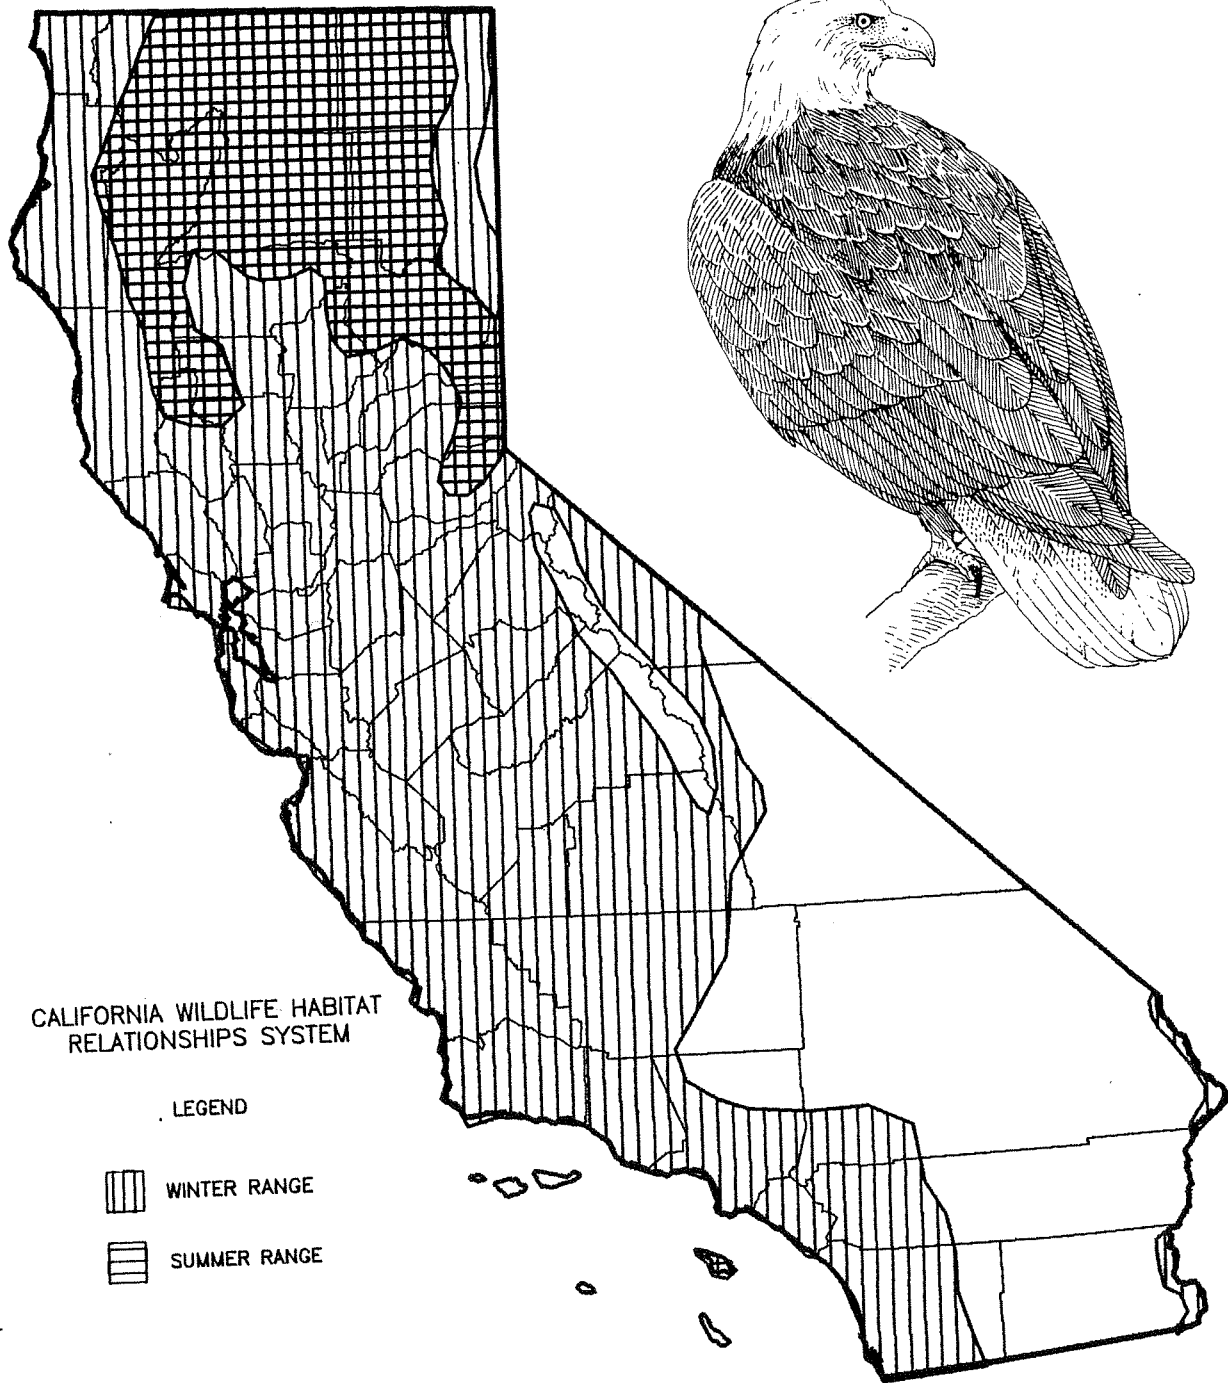 CALIFORNIA WILDLIFE HABITAT
RELATIONSHIPS SYSTEM
LEGEND
WINTER RANGE
SUMMER RANGE